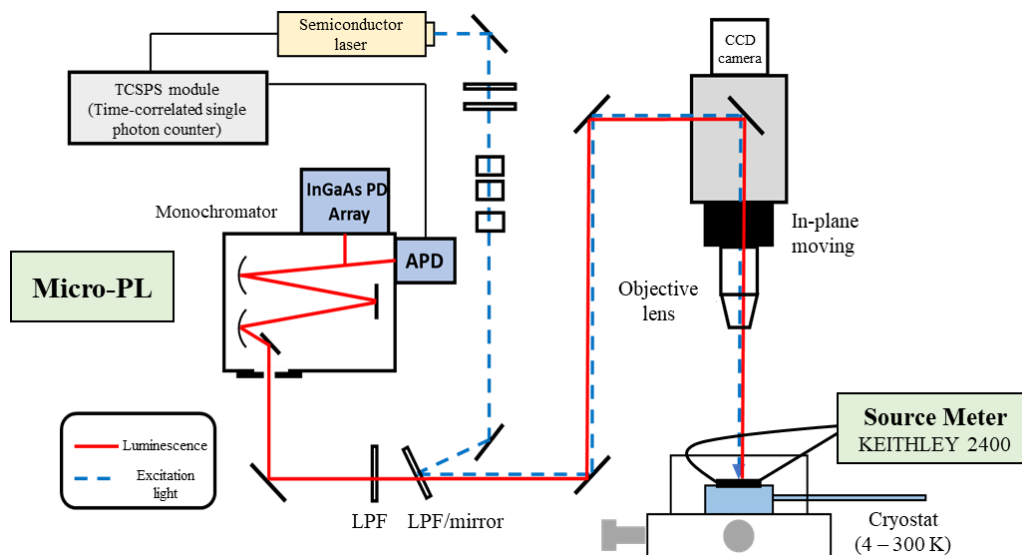 Semiconductor
laser
TCSPS module
(Time-correlated single
photon counter)
CCD
camera
InGaAs PD
Array
Monochromator
APD
In-plane
moving
Micro-PL
Objective
lens
Source Meter
KEITHLEY 2400
Luminescence
Excitation
light
LPF
LPF/mirror
Cryostat
(4 – 300 K)